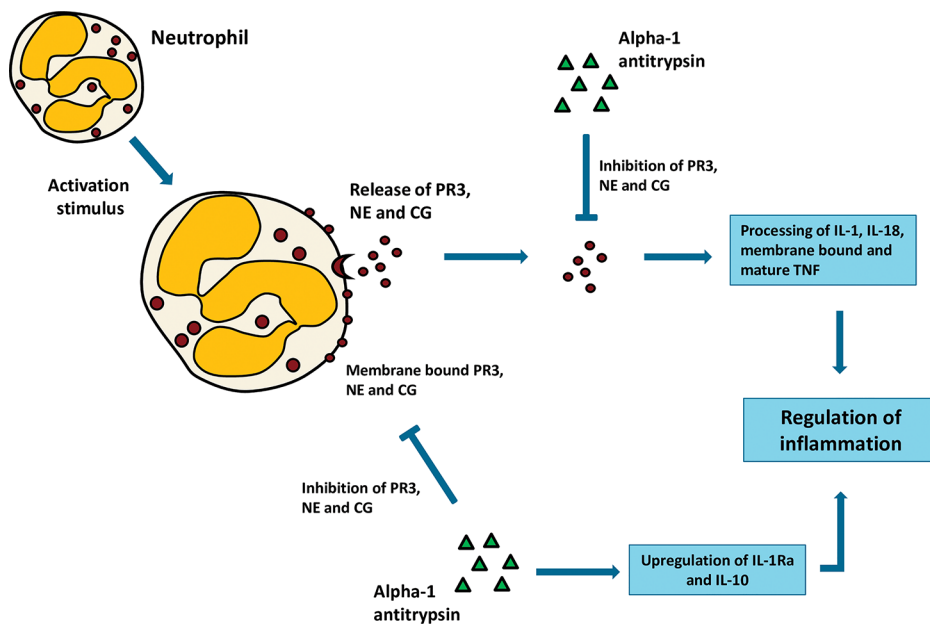 Neutrophil
Alpha-1
antitrypsin
Activation
stimulus
Release of PR3,
NE and CG
Inhibition of PR3,
NE and CG
Processing of IL-1, IL-18,
membrane bound and
mature TNF
Membrane bound PR3,
NE and CG
Regulation of
inflammation
Inhibition of PR3,
NE and CG
Alpha-1
antitrypsin
Upregulation of IL-1Ra
and IL-10